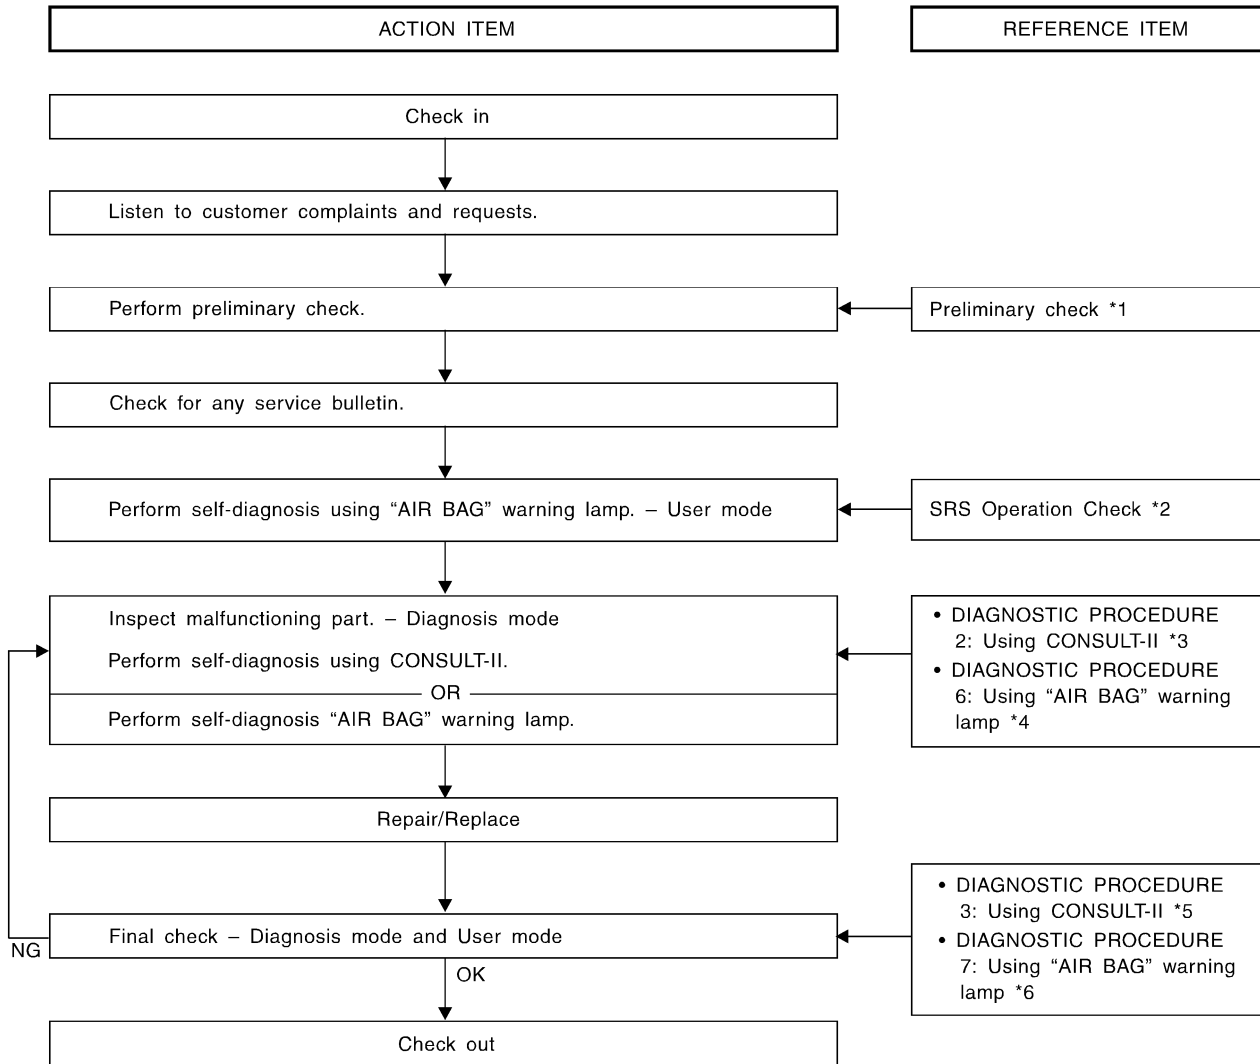 ACTION ITEM
REFERENCE ITEM
Check in
Listen to customer complaints and requests.
Perform preliminary check.
Preliminary check *1
Check for any service bulletin.
Perform self-diagnosis using “AIR BAG” warning lamp. – User mode
SRS Operation Check *2
Inspect malfunctioning part. – Diagnosis mode
Perform self-diagnosis using CONSULT-II.
OR
Perform self-diagnosis “AIR BAG” warning lamp.
• DIAGNOSTIC PROCEDURE
2: Using CONSULT-II *3
• DIAGNOSTIC PROCEDURE
6: Using “AIR BAG” warning
lamp *4
Repair/Replace
Final check – Diagnosis mode and User mode
• DIAGNOSTIC PROCEDURE
3: Using CONSULT-II *5
• DIAGNOSTIC PROCEDURE
7: Using “AIR BAG” warning
lamp *6
NG
OK
Check out